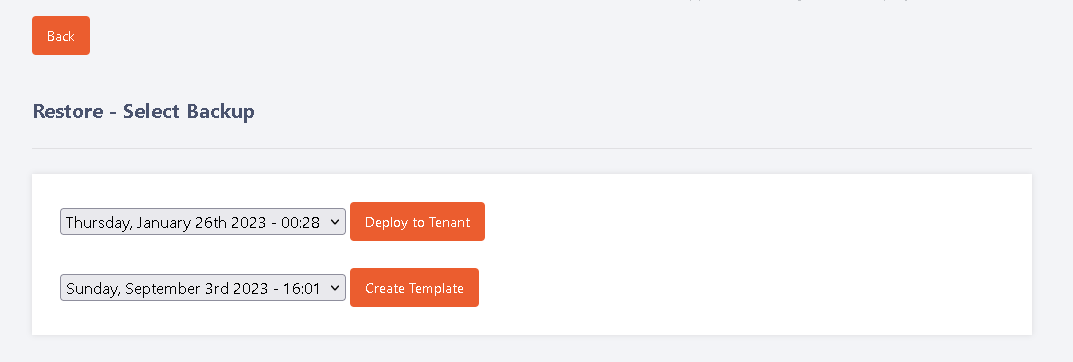 Back
Restore - Select Backup
Thursday, January 26th 2023 - 00:28 Deploy to Tenant
Sunday, September 3rd 2023 - 16:01 Create Template